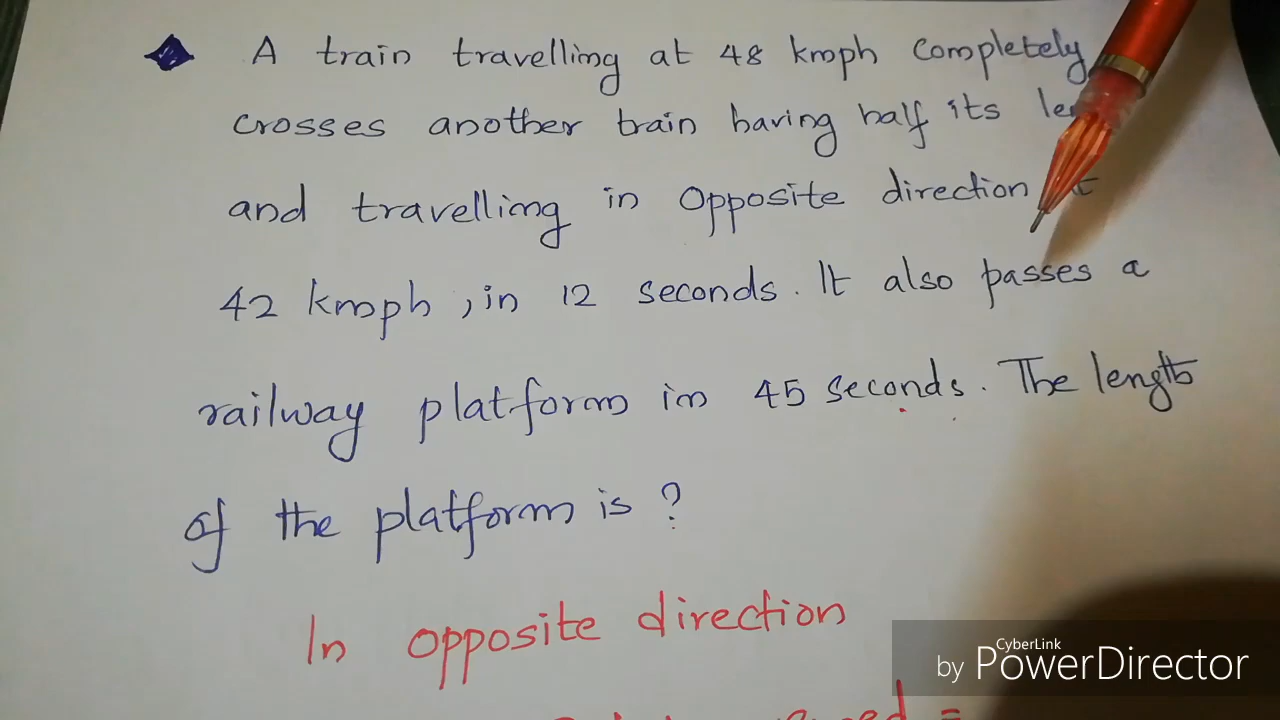 A train travelling at 48 kmph completely
crosses another train having half its
and travelling in opposite direction
42 kmph, in 12 seconds. It also passes a
railway platform in 45 seconds. The length
of the platform is ?
In opposite direction
=
by CyberLink PowerDirector